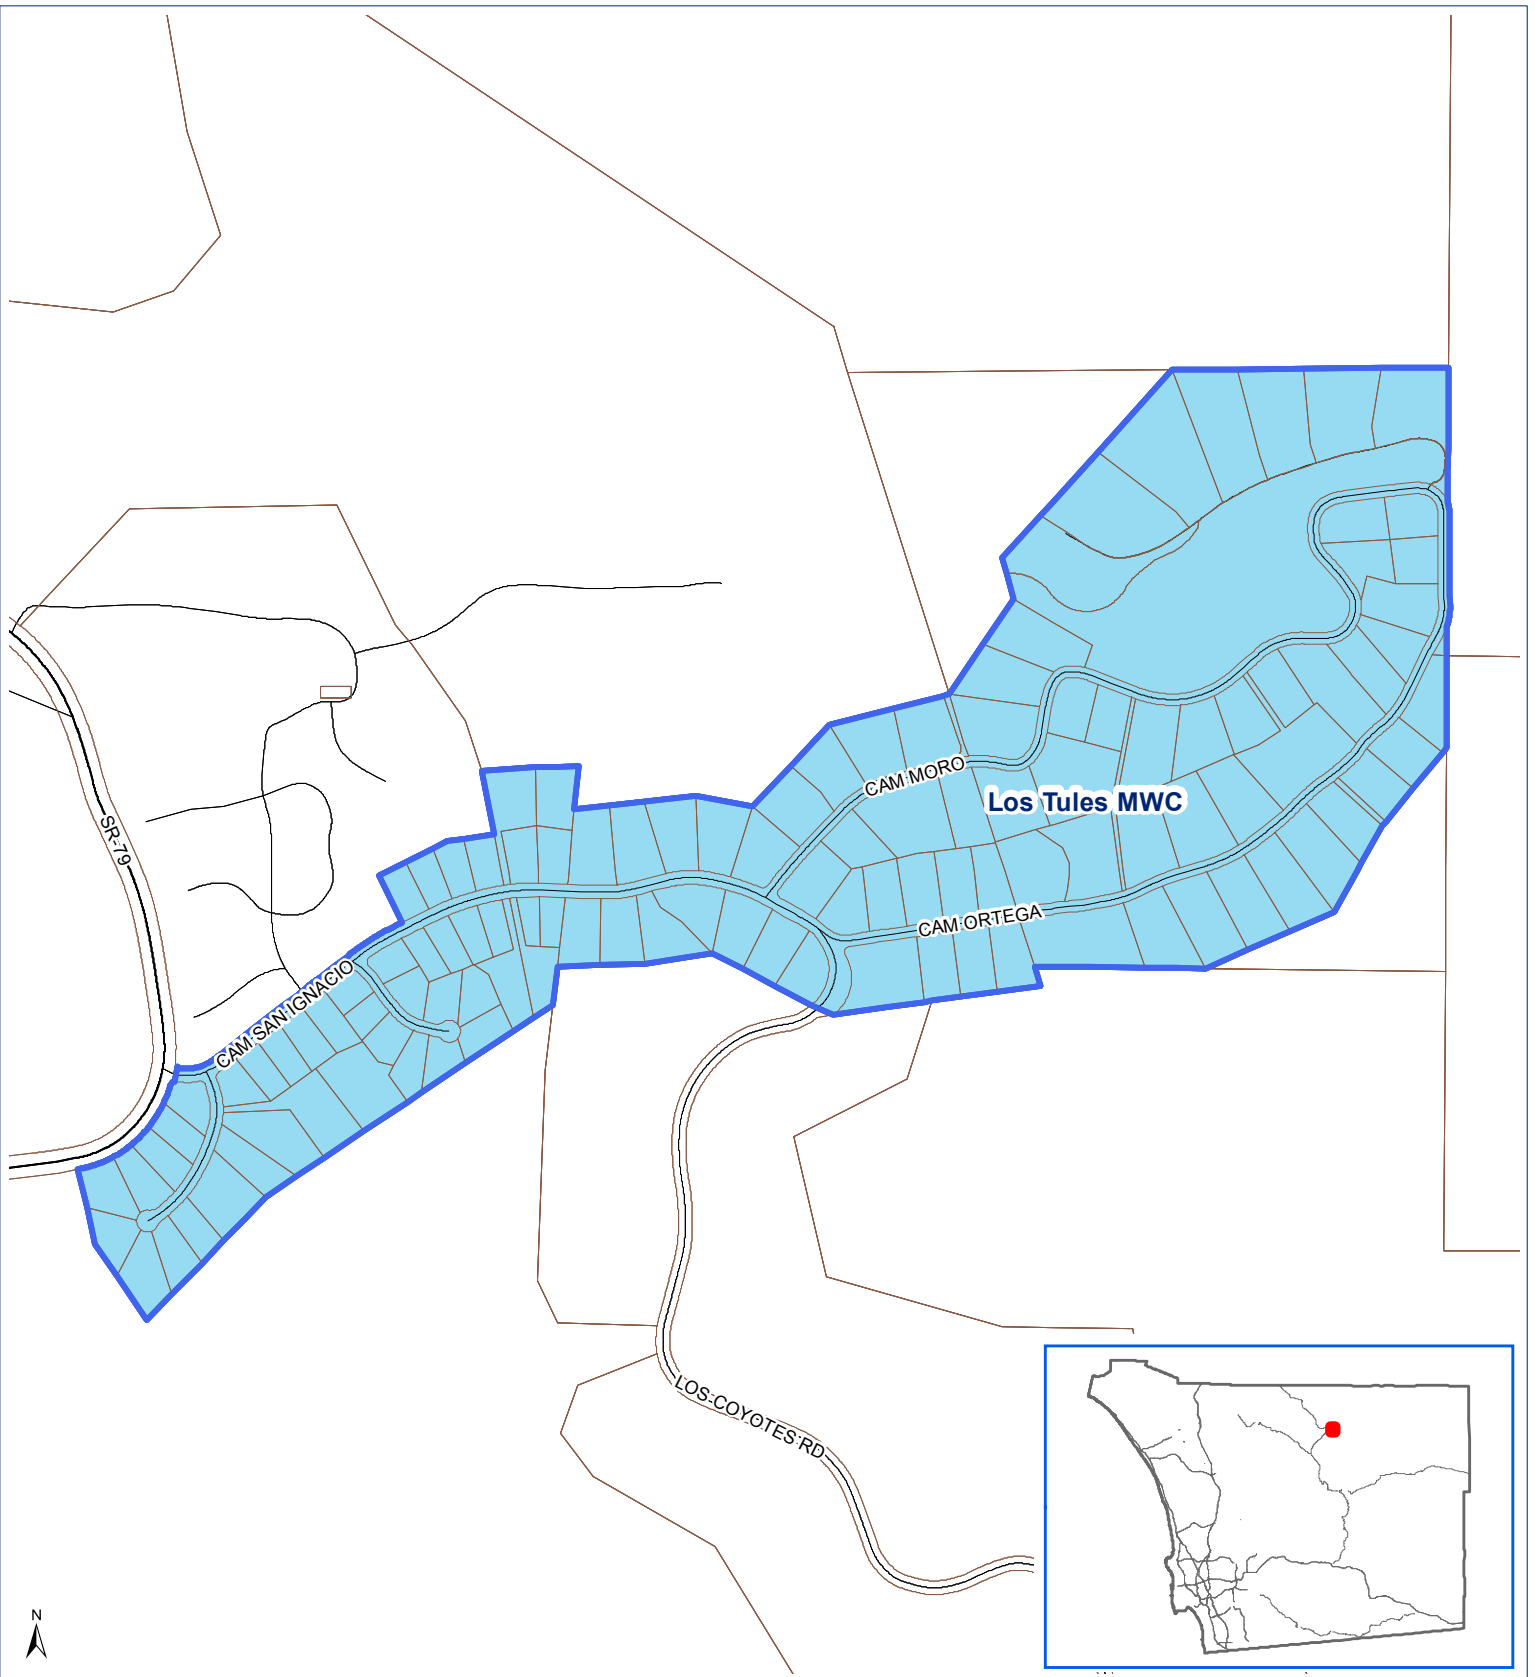 CAM MORO
Los Tules MWC
SR-79
CAM ORTEGA
CAM SAN IGNACIO
LOS COYOTES RD
N